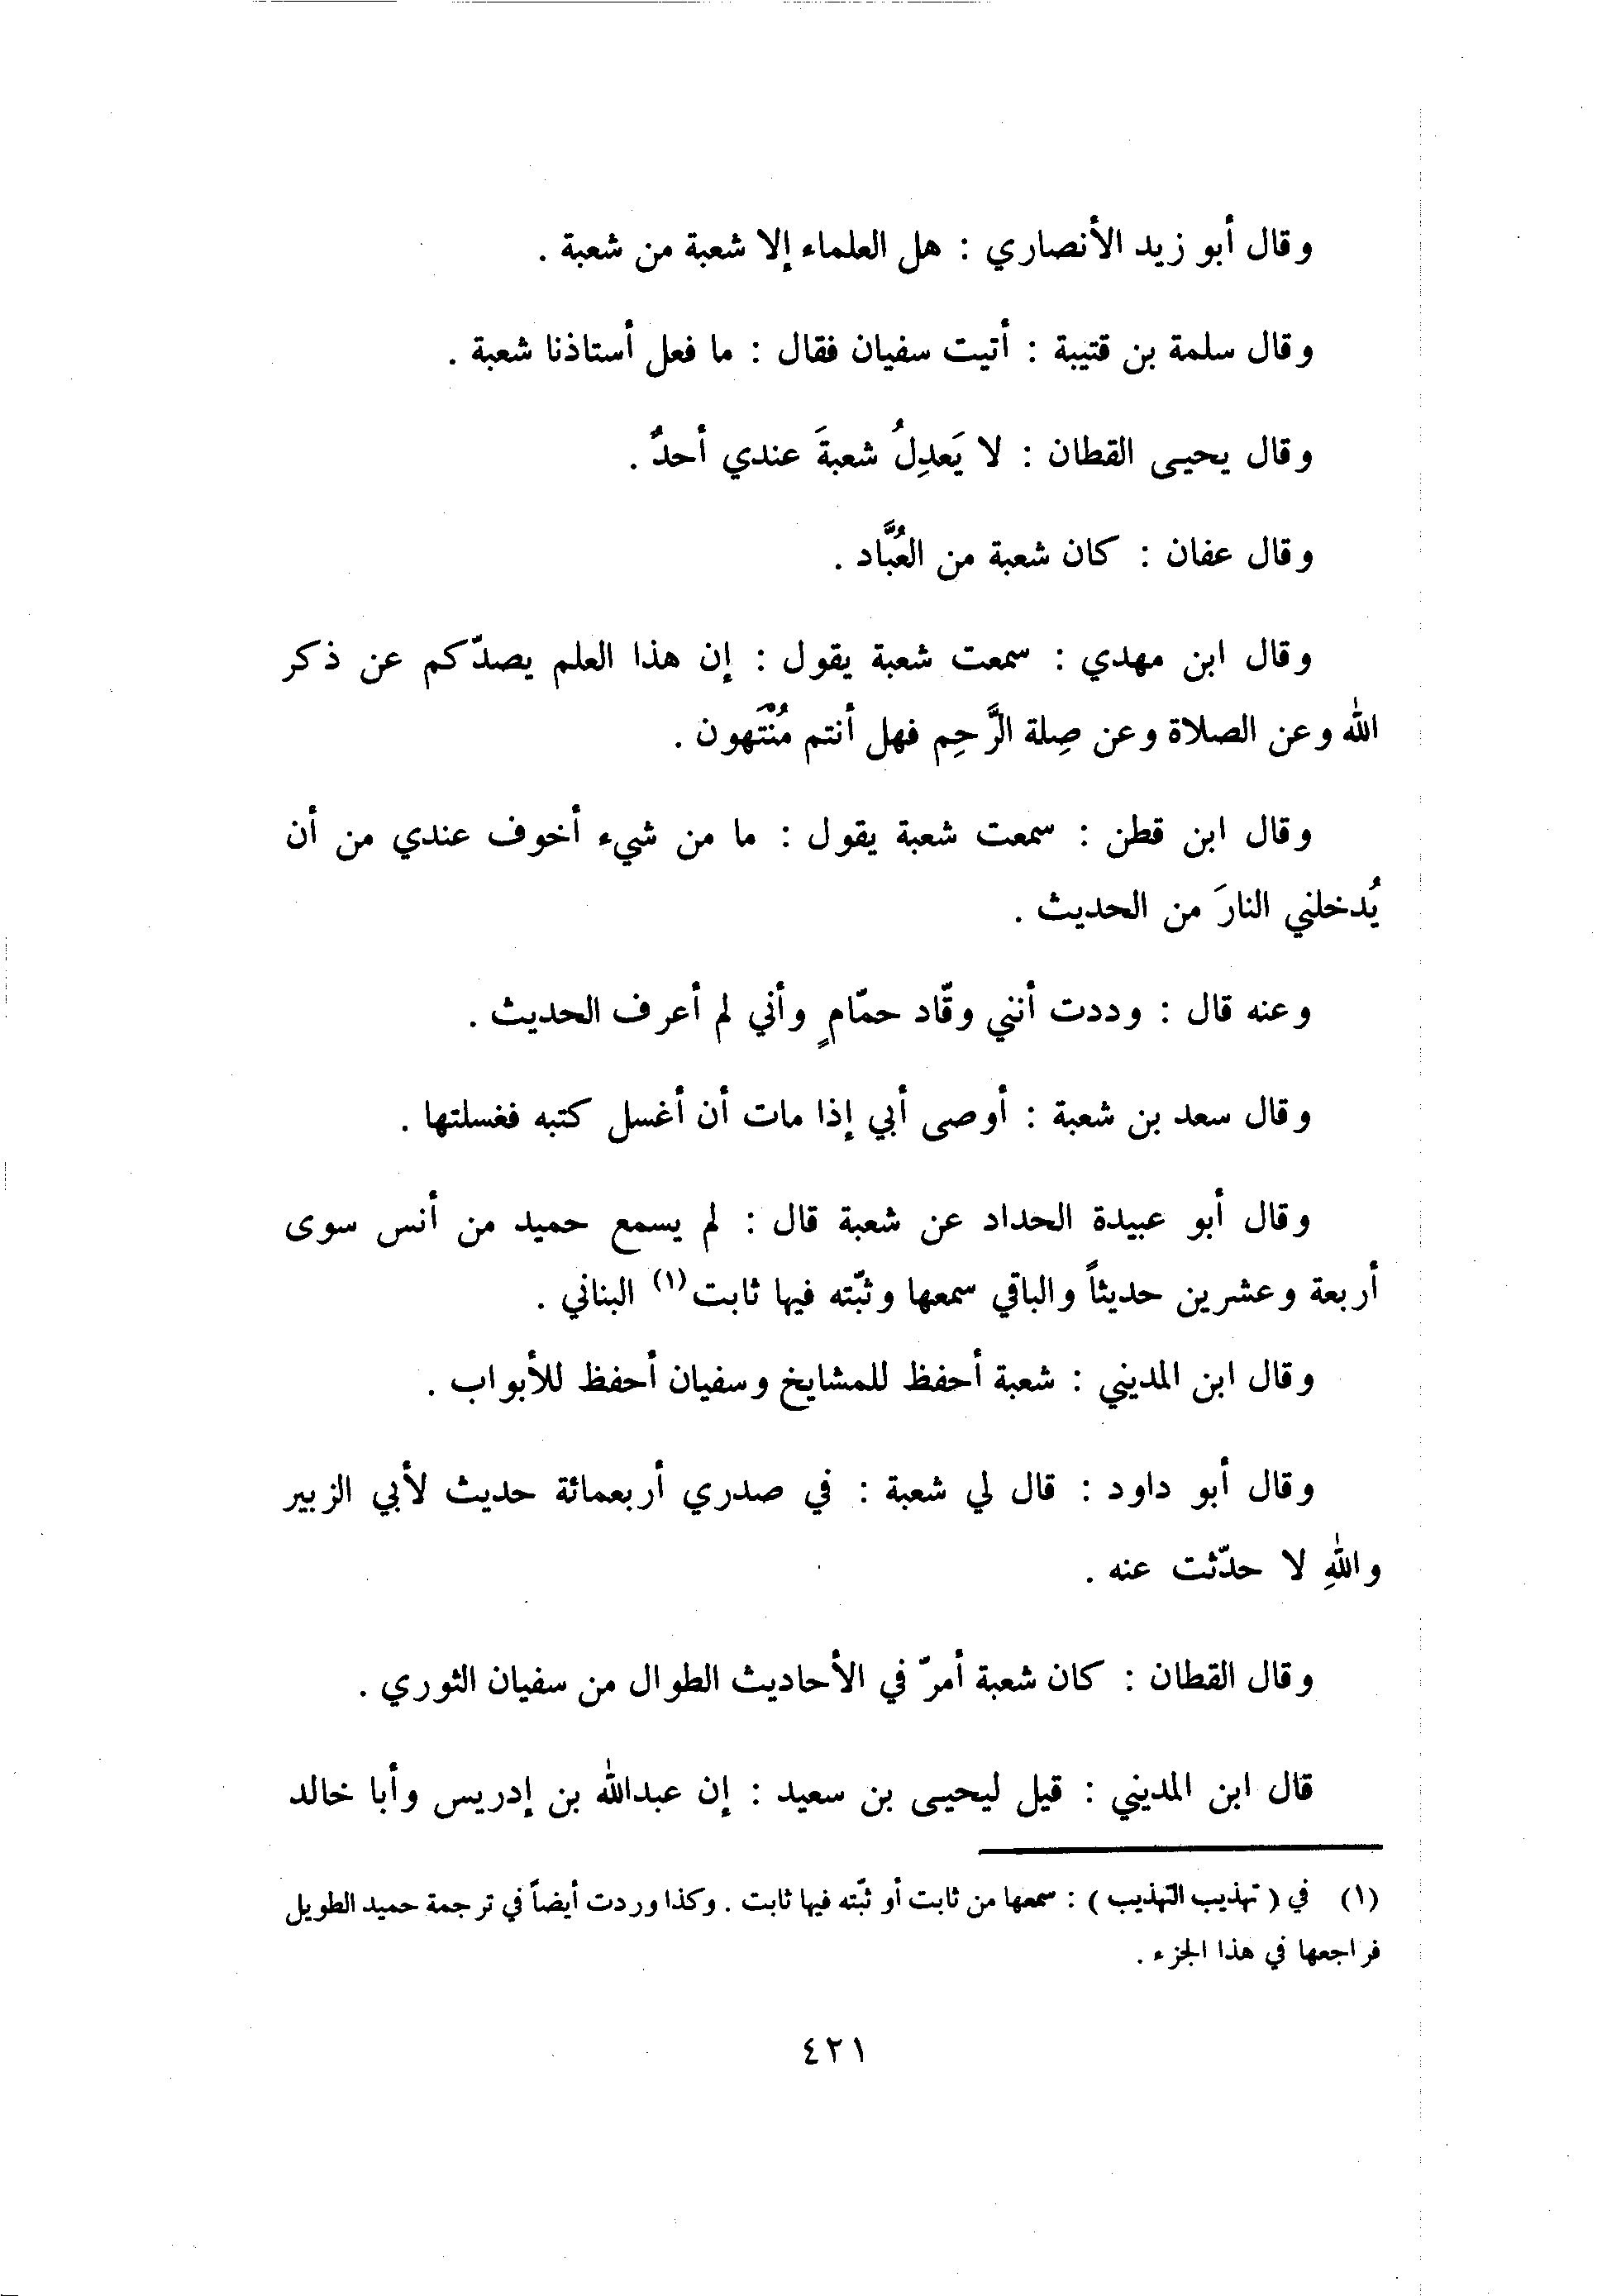 وقال أبو زيد الأنصاري : هل العلماء إلا شعبة من شعبة .
وقال سلمة بن قتيبة : أتيت سفيان فقال : ما فعل أستاذنا شعبة .
وقال يحيى القطان : لا يَعدِلُ شعبةَ عندي أحدٌ .
وقال عفان : كان شعبة من العُبَّاد .
وقال ابن مهدي : سمعت شعبة يقول : إن هذا العلم يصدّكم عن ذكر
الله وعن الصلاة وعن صِلة الرَّحِم فهل أنتم مُنْتَهون .
وقال ابن قطن : سمعت شعبة يقول : ما من شيء أخوف عندي من أن
يُدخلني النارَ من الحديث .
وعنه قال : وددت أنني وقّاد حمّامٍ وأني لم أعرف الحديث .
وقال سعد بن شعبة : أوصى أبي إذا مات أن أغسل كتبه فغسلتها .
وقال أبو عبيدة الحداد عن شعبة قال : لم يسمع حميد من أنس سوى
أربعة وعشرين حديثاً والباقي سمعها وثبّته فيها ثابت (١) البناني .
وقال ابن المديني : شعبة أحفظ للمشايخ وسفيان أحفظ للأبواب .
وقال أبو داود : قال لي شعبة : في صدري أربعمائة حديث لأبي الزبير
واللهِ لا حدّثت عنه .
وقال القطان : كان شعبة أمرّ في الأحاديث الطوال من سفيان الثوري .
قال ابن المديني : قيل ليحيى بن سعيد : إن عبدالله بن إدريس وأبا خالد
(١) في ( تهذيب التهذيب ) : سمعها من ثابت أو ثبّته فيها ثابت . وكذا وردت أيضاً في ترجمة حميد الطويل
فراجعها في هذا الجزء .
٤٢١